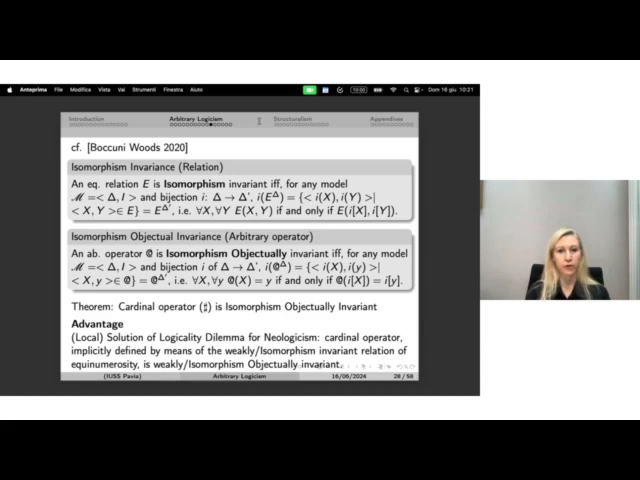 Anteprima File Modifica Vista Vai Strumenti Finestra Aiuto Dom 16 giu 10:21
Introduction Arbitrary Logicism Structuralism Appendixes
cf. [Boccuni Woods 2020]
Isomorphism Invariance (Relation)
An eq. relation E is Isomorphism invariant iff, for any model
ℳ =< Δ, I > and bijection i: Δ → Δ′, i(E^Δ) = {< i(X), i(Y) >|
< X, Y >∈ E} = E^Δ′, i.e. ∀X,∀Y E(X, Y) if and only if E(i[X], i[Y]).
Isomorphism Objectual Invariance (Arbitrary operator)
An ab. operator @ is Isomorphism Objectually invariant iff, for any model
ℳ =< Δ, I > and bijection i of Δ → Δ′, i(@^Δ) = {< i(X), i(y) >|
< X, y >∈ @} = @^Δ′, i.e. ∀X,∀y @(X) = y if and only if @(i[X]) = i[y].
Theorem: Cardinal operator (♯) is Isomorphism Objectually Invariant
Advantage
(Local) Solution of Logicality Dilemma for Neologicism: cardinal operator,
implicitly defined by means of the weakly/Isomorphism invariant relation of
equinumerosity, is weakly/Isomorphism Objectually invariant.
(IUSS Pavia) Arbitrary Logicism 16/06/2024 28 / 58